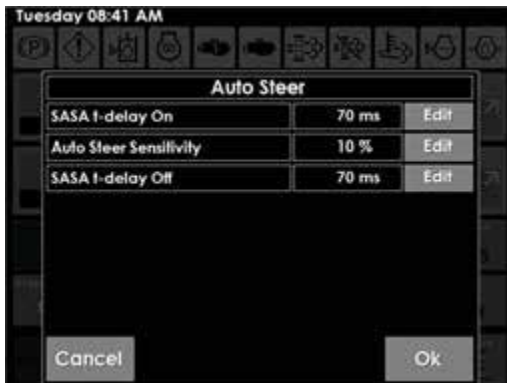 Tuesday 08:41 AM
Auto Steer
SASA t-delay On 70 ms Edit
Auto Steer Sensitivity 10 % Edit
SASA t-delay Off 70 ms Edit
Cancel Ok